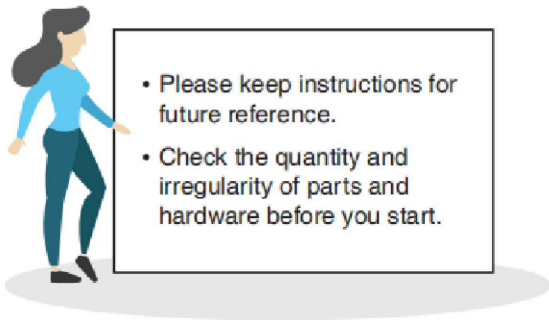 • Please keep instructions for
future reference.
• Check the quantity and
irregularity of parts and
hardware before you start.